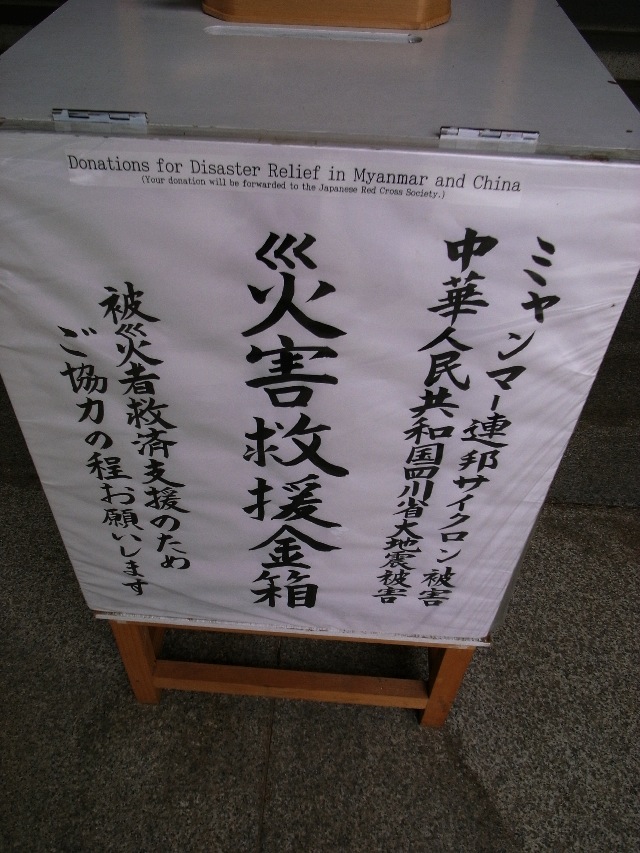 Donations for Disaster Relief in Myanmar and China
(Your donation will be forwarded to the Japanese Red Cross Society.)
ミャンマー連邦サイクロン被害
中華人民共和国四川省大地震被害
災害救援金箱
被災者救済支援のため
ご協力の程お願いします